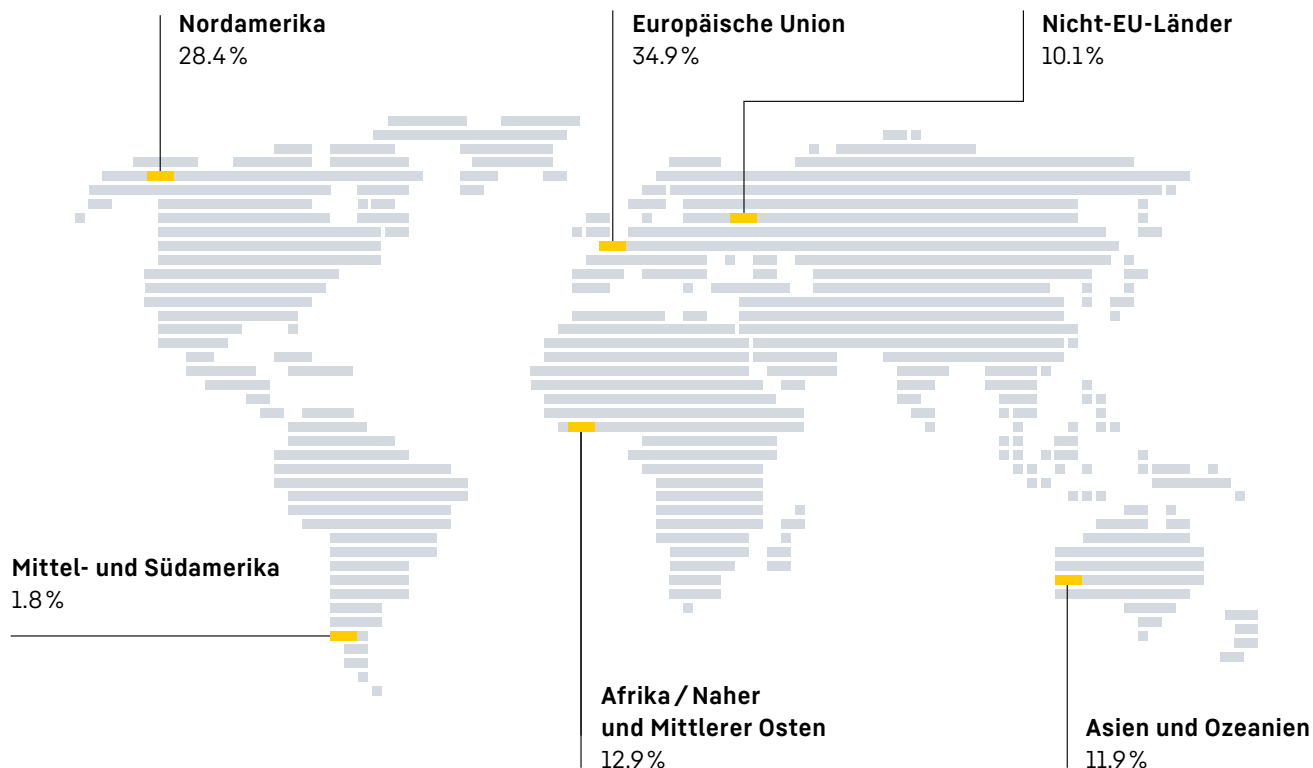 Nordamerika
28.4 %
Europäische Union
34.9 %
Nicht-EU-Länder
10.1 %
Mittel- und Südamerika
1.8 %
Afrika / Naher
und Mittlerer Osten
12.9 %
Asien und Ozeanien
11.9 %